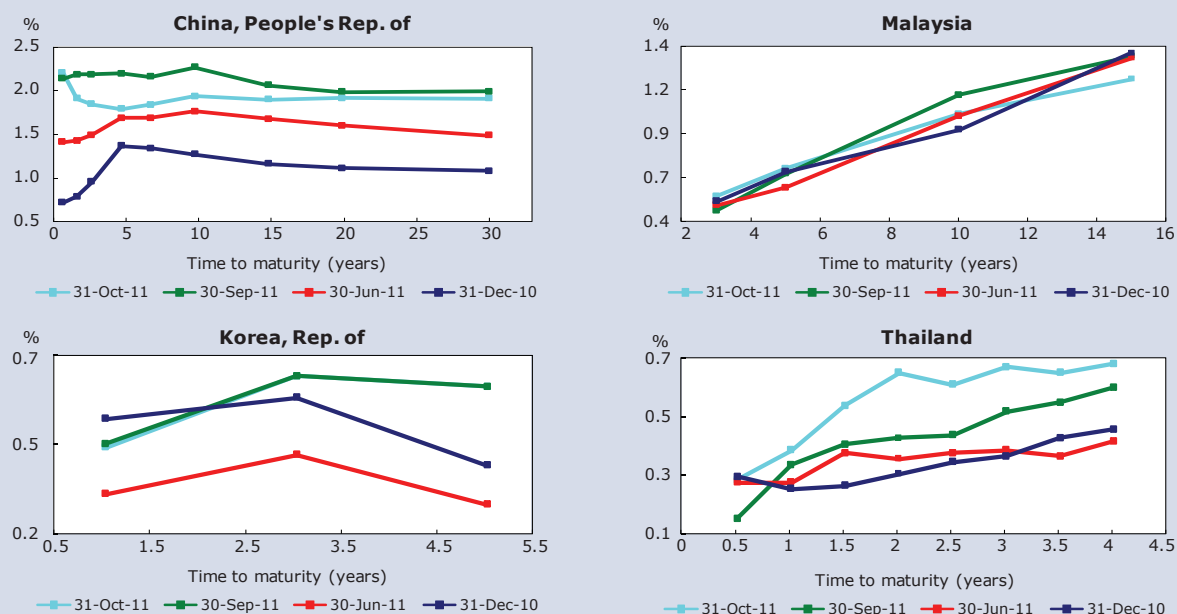 China, People's Rep. of
%
2.5
2.0
1.5
1.0
0.5
0 5 10 15 20 25 30
Time to maturity (years)
31-Oct-11 30-Sep-11 30-Jun-11 31-Dec-10
Malaysia
%
1.4
1.2
0.9
0.7
0.4
2 4 6 8 10 12 14 16
Time to maturity (years)
31-Oct-11 30-Sep-11 30-Jun-11 31-Dec-10
Korea, Rep. of
%
0.7
0.5
0.2
0.5 1.5 2.5 3.5 4.5 5.5
Time to maturity (years)
31-Oct-11 30-Sep-11 30-Jun-11 31-Dec-10
Thailand
%
0.7
0.5
0.3
0.1
0 0.5 1 1.5 2 2.5 3 3.5 4 4.5
Time to maturity (years)
31-Oct-11 30-Sep-11 30-Jun-11 31-Dec-10